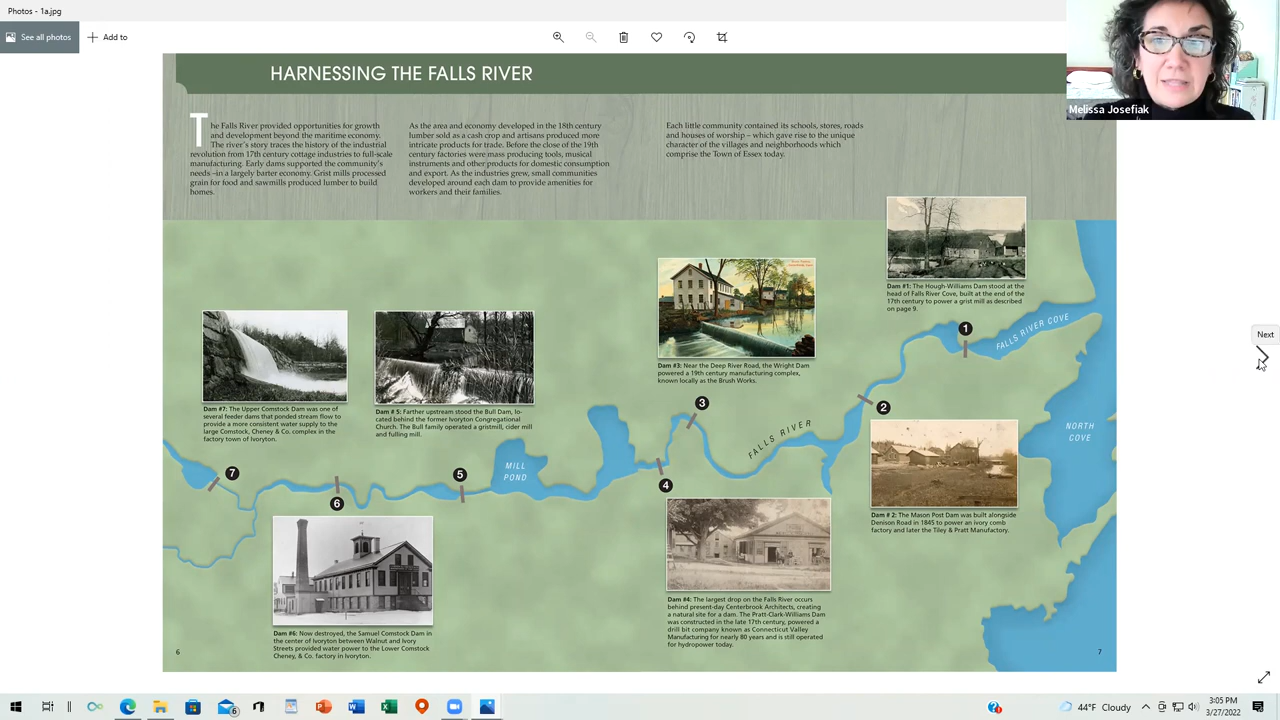 Photos - 1a.jpg
See all photos
Add to
Melissa Josefiak
HARNESSING THE FALLS RIVER
The Falls River provided opportunities for growth
and development beyond the maritime economy.
The river's story traces the history of the industrial
revolution from 17th century cottage industries to full-scale
manufacturing. Early dams supported the community's
needs –in a largely barter economy. Grist mills processed
grain for food and sawmills produced lumber to build
homes.
As the area and economy developed in the 18th century
lumber sold as a cash crop and artisans produced more
intricate products for trade. Before the close of the 19th
century factories were mass producing tools, musical
instruments and other products for domestic consumption
and export. As the industries grew, small communities
developed around each dam to provide amenities for
workers and their families.
Each little community contained its schools, stores, roads
and houses of worship – which gave rise to the unique
character of the villages and neighborhoods which
comprise the Town of Essex today.
Dam #1: The Hough-Williams Dam stood at the
head of Falls River Cove, built at the end of the
17th century to power a grist mill as described
on page 9.
1
FALLS RIVER COVE
Next
Dam #3: Near the Deep River Road, the Wright Dam
powered a 19th century manufacturing complex,
known locally as the Brush Works.
3
2
FALLS RIVER
NORTH
COVE
Dam #7: The Upper Comstock Dam was one of
several feeder dams that ponded stream flow to
provide a more consistent water supply to the
large Comstock, Cheney & Co. complex in the
factory town of Ivoryton.
Dam # 5: Farther upstream stood the Bull Dam, lo-
cated behind the former Ivoryton Congregational
Church. The Bull family operated a gristmill, cider mill
and fulling mill.
7
6
5
MILL
POND
4
Dam # 2: The Mason Post Dam was built alongside
Denison Road in 1845 to power an ivory comb
factory and later the Tiley & Pratt Manufactory.
Dam #4: The largest drop on the Falls River occurs
behind present-day Centerbrook Architects, creating
a natural site for a dam. The Pratt-Clark-Williams Dam
was constructed in the late 17th century, powered a
drill bit company known as Connecticut Valley
Manufacturing for nearly 80 years and is still operated
for hydropower today.
Dam #6: Now destroyed, the Samuel Comstock Dam in
the center of Ivoryton between Walnut and Ivory
Streets provided water power to the Lower Comstock
Cheney, & Co. factory in Ivoryton.
6
7
6
44°F Cloudy
3:05 PM
3/27/2022